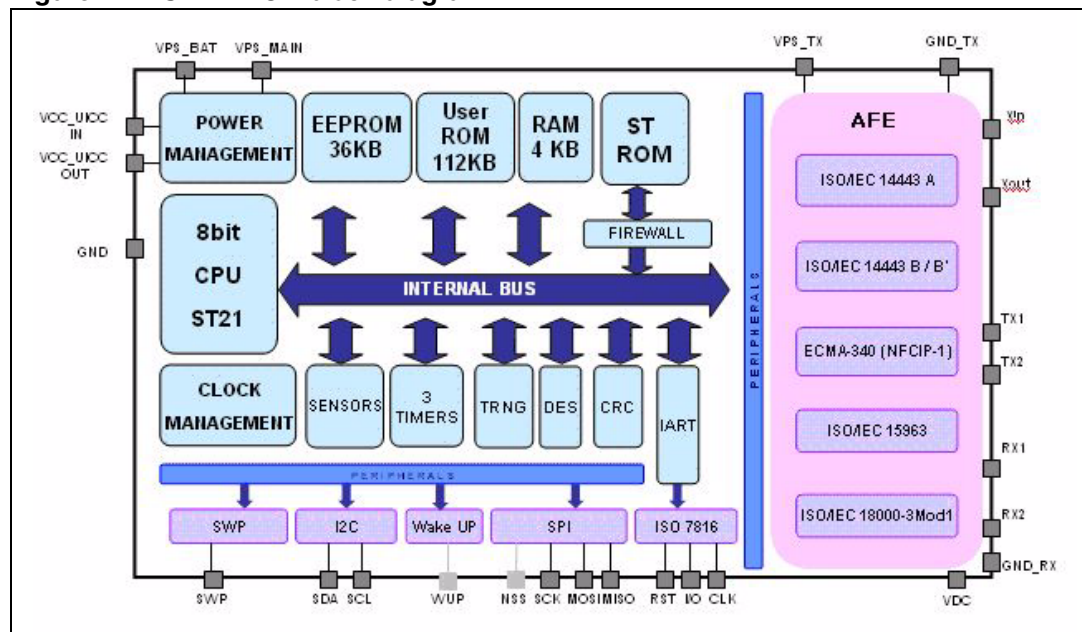 VPS_BAT VPS_MAIN VPS_TX GND_TX
VCC_UICC
IN
VCC_UICC
OUT
GND
POWER
MANAGEMENT
EEPROM
36KB
User
ROM
112KB
RAM
4 KB
ST
ROM
FIREWALL
8bit
CPU
ST21
INTERNAL BUS
CLOCK
MANAGEMENT
SENSORS
3
TIMERS
TRNG
DES
CRC
IART
PERIPHERALS
SWP
I2C
Wake UP
SPI
ISO 7816
SWP
SDA SCL
WUP
NSS SCK MOSI MISO
RST I/O CLK
PERIPHERALS
AFE
ISO/IEC 14443 A
ISO/IEC 14443 B / B'
ECMA-340 (NFCIP-1)
ISO/IEC 15963
ISO/IEC 18000-3Mod1
Xin
Xout
TX1
TX2
RX1
RX2
GND_RX
VDC